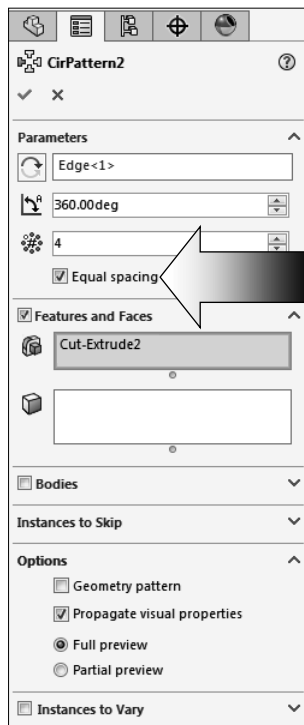 CirPattern2
Parameters
Edge<1>
360.00deg
4
Equal spacing
Features and Faces
Cut-Extrude2
Bodies
Instances to Skip
Options
Geometry pattern
Propagate visual properties
Full preview
Partial preview
Instances to Vary